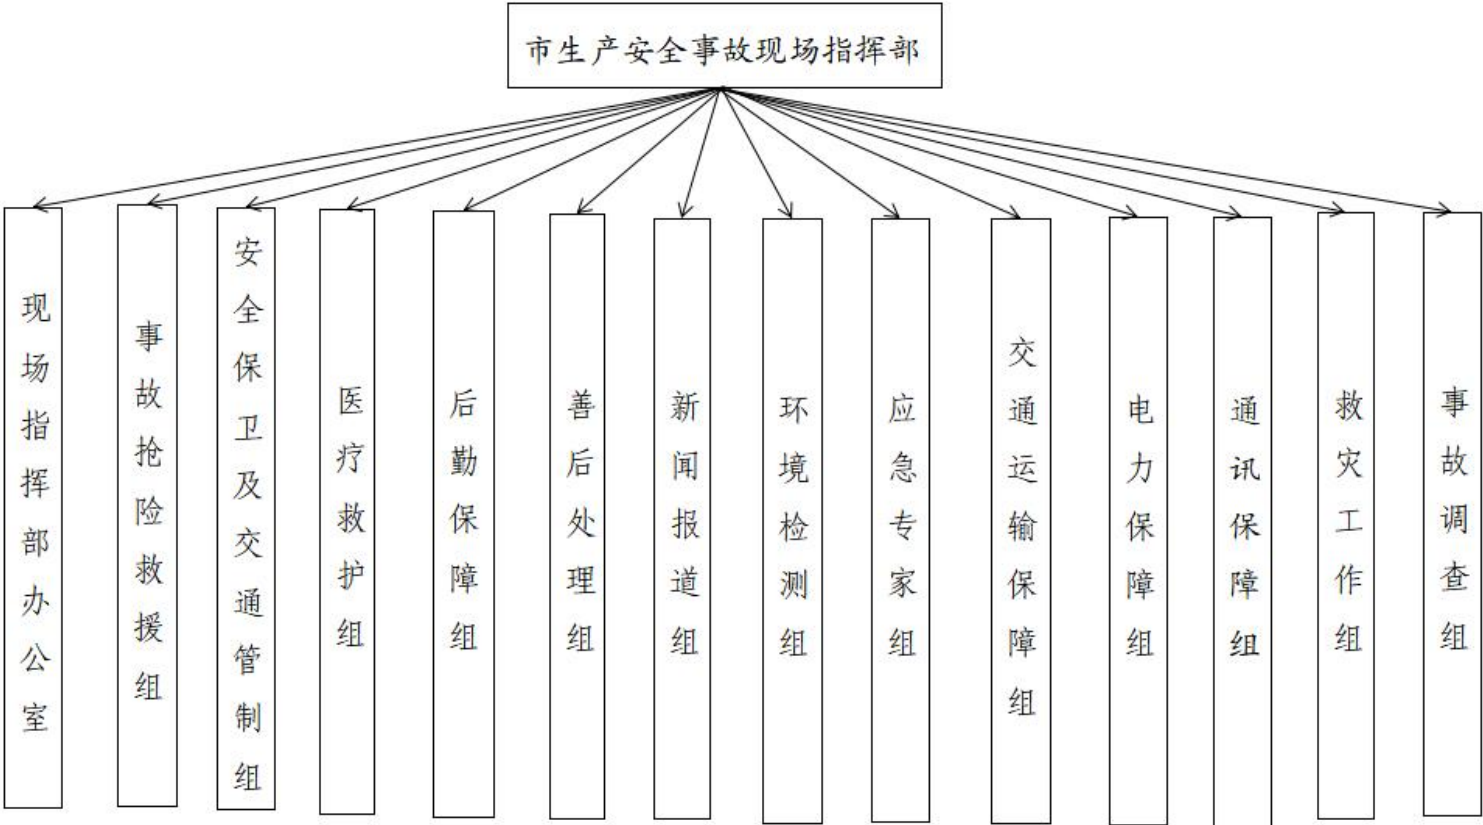 市生产安全事故现场指挥部
现场指挥部办公室
事故抢险救援组
安全保卫及交通管制组
医疗救护组
后勤保障组
善后处理组
新闻报道组
环境检测组
应急专家组
交通运输保障组
电力保障组
通讯保障组
救灾工作组
事故调查组